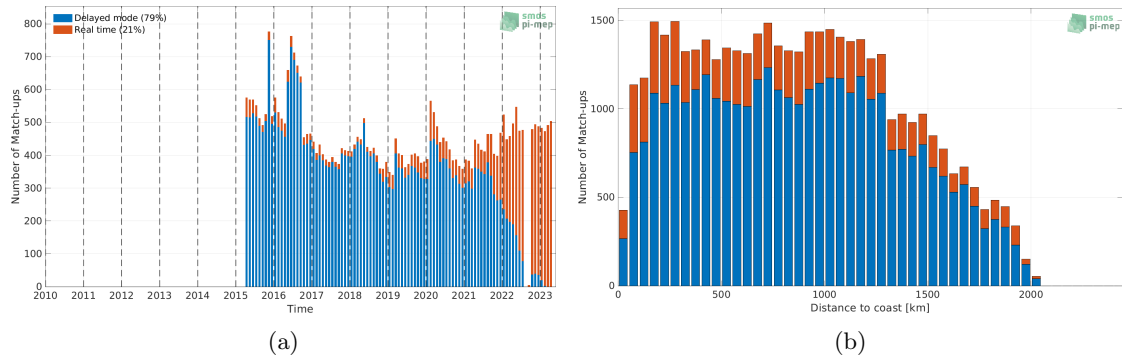 Delayed mode (79%)
Real time (21%)
smos
pi-mep
Number of Match-ups
800
700
600
500
400
300
200
100
0
2010 2011 2012 2013 2014 2015 2016 2017 2018 2019 2020 2021 2022 2023
Time
(a)
smos
pi-mep
Number of Match-ups
1500
1000
500
0
0 500 1000 1500 2000
Distance to coast [km]
(b)